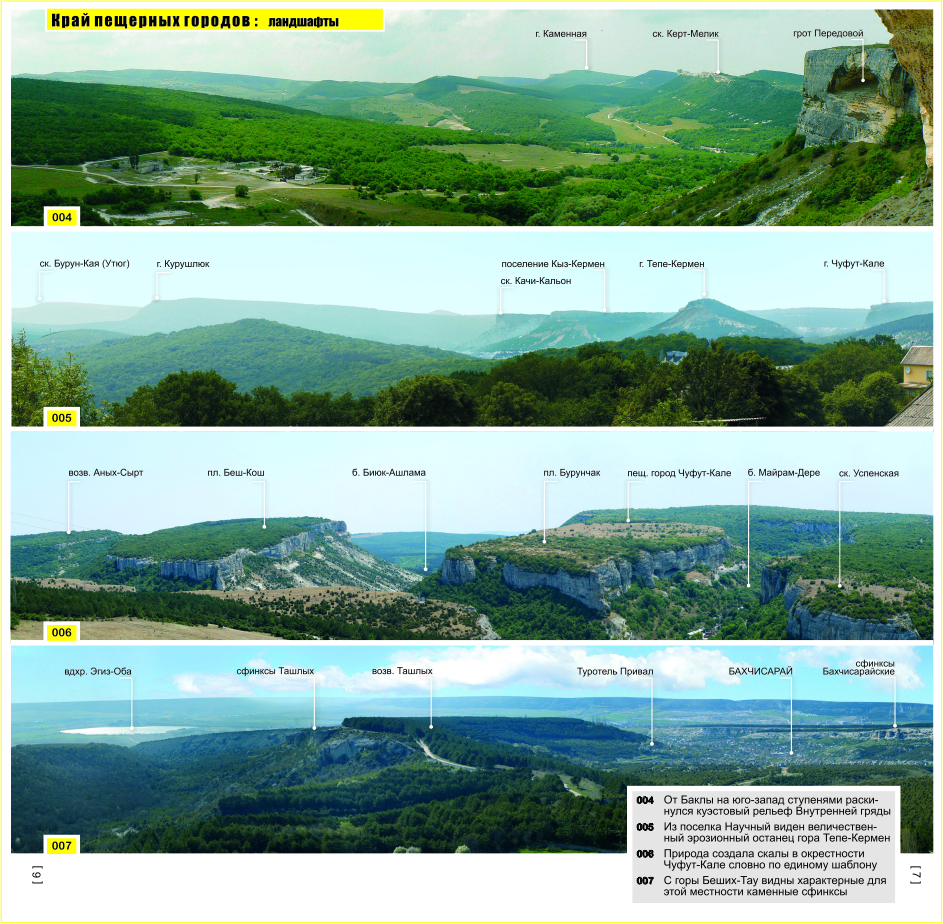 Край пещерных городов : ландшафты
г. Каменная
ск. Керт-Мелик
грот Передовой
004
ск. Бурун-Кая (Утюг)
г. Курушлюк
поселение Кыз-Кермен
ск. Качи-Кальон
г. Тепе-Кермен
г. Чуфут-Кале
005
возв. Аных-Сырт
пл. Беш-Кош
б. Биюк-Ашлама
пл. Бурунчак
пещ. город Чуфут-Кале
б. Майрам-Дере
ск. Успенская
006
вдхр. Эгиз-Оба
сфинксы Ташлых
возв. Ташлых
Туротель Привал
БАХЧИСАРАЙ
сфинксы
Бахчисарайские
007
004 От Баклы на юго-запад ступенями раски-
нулся куэстовый рельеф Внутренней гряды
005 Из поселка Научный виден величествен-
ный эрозионный останец гора Тепе-Кермен
006 Природа создала скалы в окрестности
Чуфут-Кале словно по единому шаблону
007 С горы Беших-Тау видны характерные для
этой местности каменные сфинксы
[ 6 ]
[ 7 ]